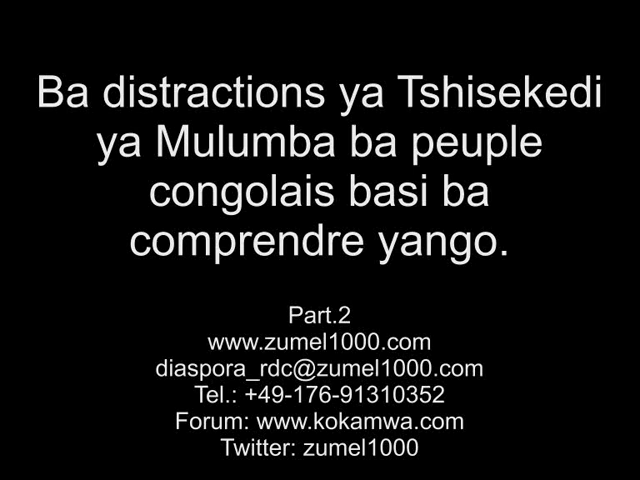 Ba distractions ya Tshisekedi
ya Mulumba ba peuple
congolais basi ba
comprendre yango.
Part.2
www.zumel1000.com
diaspora_rdc@zumel1000.com
Tel.: +49-176-91310352
Forum: www.kokamwa.com
Twitter: zumel1000